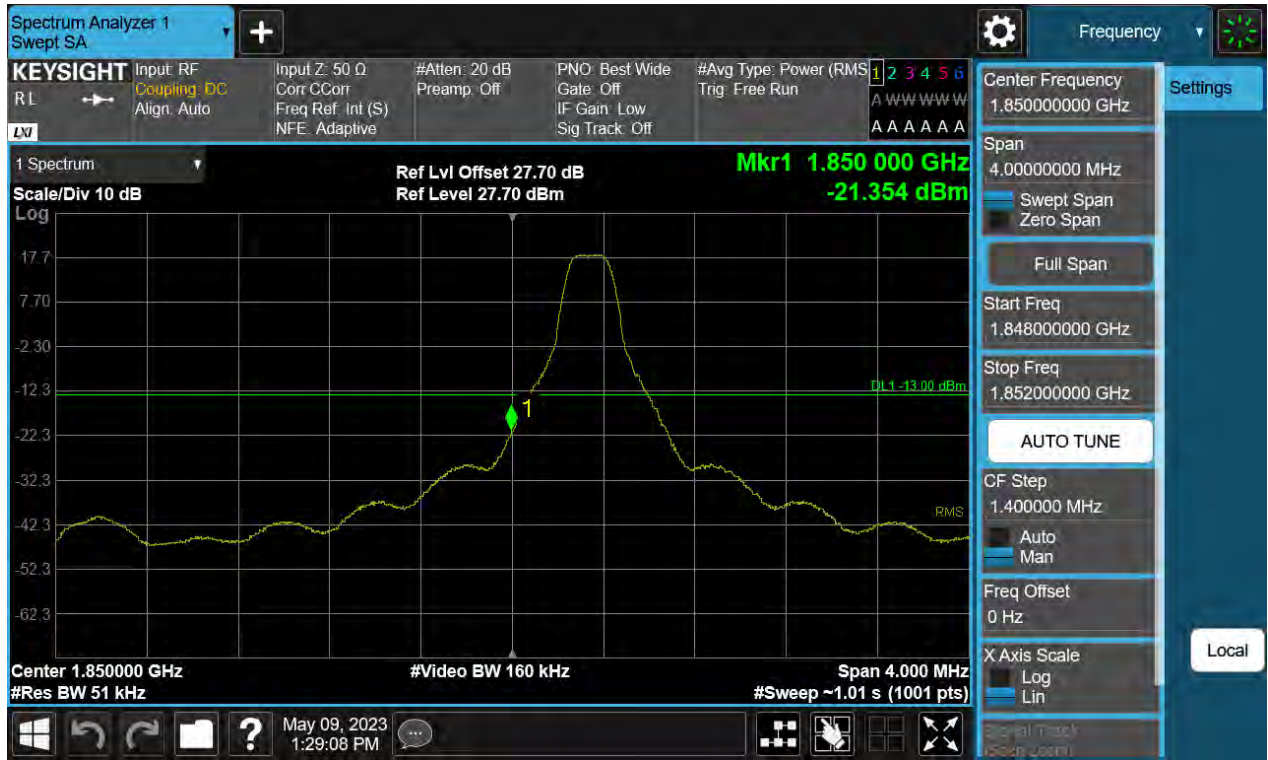 Spectrum Analyzer 1
Swept SA
Frequency
KEYSIGHT
RL
LXI
Input: RF
Coupling: DC
Align: Auto
Input Z: 50 Ω
Corr CCorr
Freq Ref: Int (S)
NFE: Adaptive
#Atten: 20 dB
Preamp: Off
PNO: Best Wide
Gate: Off
IF Gain: Low
Sig Track: Off
#Avg Type: Power (RMS
Trig: Free Run
1 2 3 4 5 6
A W W W W W
A A A A A A
1 Spectrum
Scale/Div 10 dB
Log
Ref Lvl Offset 27.70 dB
Ref Level 27.70 dBm
Mkr1 1.850 000 GHz
-21.354 dBm
17.7
7.70
-2.30
-12.3
-22.3
-32.3
-42.3
-52.3
-62.3
DL1 -13.00 dBm
1
RMS
Center 1.850000 GHz
#Res BW 51 kHz
#Video BW 160 kHz
Span 4.000 MHz
#Sweep ~1.01 s (1001 pts)
?
May 09, 2023
1:29:08 PM
Center Frequency
1.850000000 GHz
Span
4.00000000 MHz
Swept Span
Zero Span
Full Span
Start Freq
1.848000000 GHz
Stop Freq
1.852000000 GHz
AUTO TUNE
CF Step
1.400000 MHz
Auto
Man
Freq Offset
0 Hz
X Axis Scale
Log
Lin
Signal Track
(Span Zoom)
Settings
Local